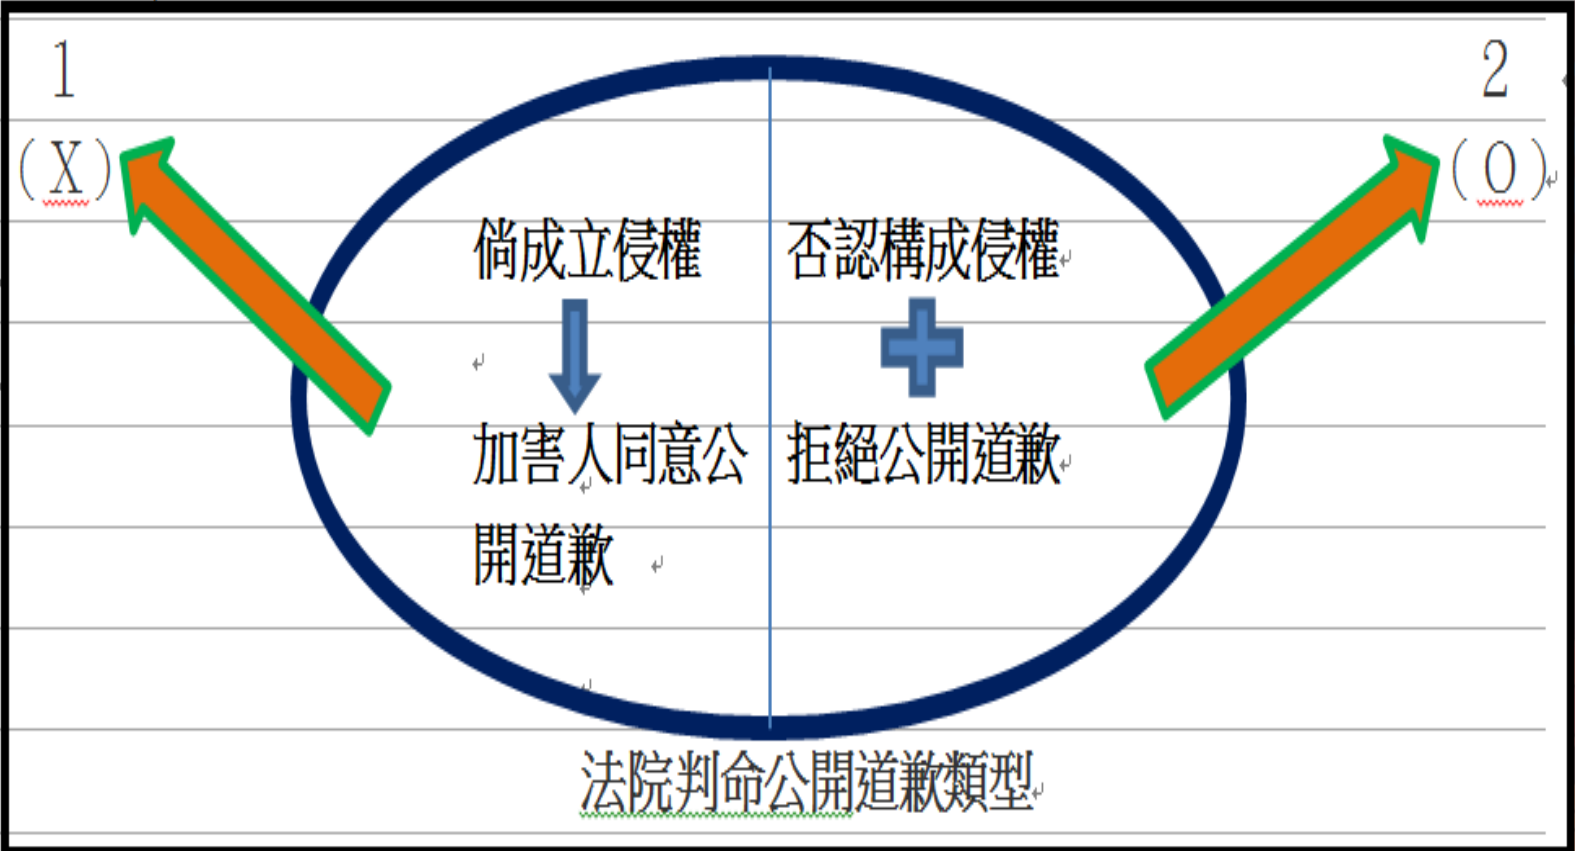 1
2
(X)
(O)
倘成立侵權
否認構成侵權
加害人同意公
拒絕公開道歉
開道歉
法院判命公開道歉類型